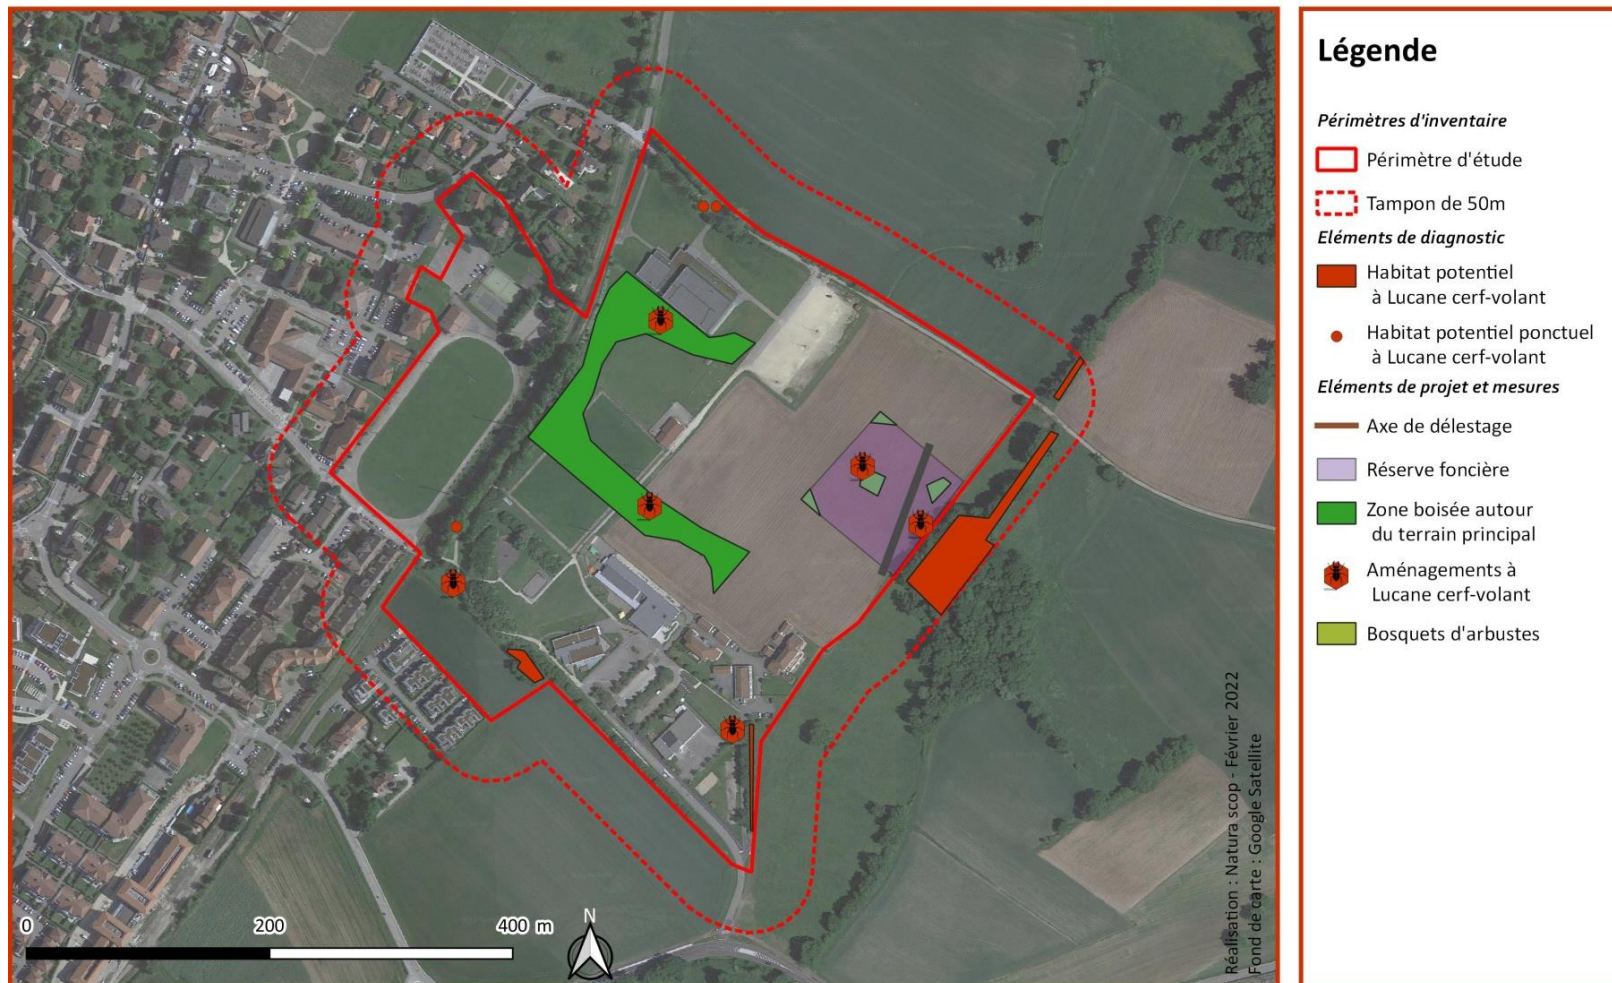 Légende
Périmètres d'inventaire
Périmètre d'étude
Tampon de 50m
Eléments de diagnostic
Habitat potentiel
à Lucane cerf-volant
Habitat potentiel ponctuel
à Lucane cerf-volant
Eléments de projet et mesures
Axe de délestage
Réserve foncière
Zone boisée autour
du terrain principal
Aménagements à
Lucane cerf-volant
Bosquets d'arbustes
Réalisation : Natura scop - Février 2022
Fond de carte : Google Satellite
0 200 400 m
N